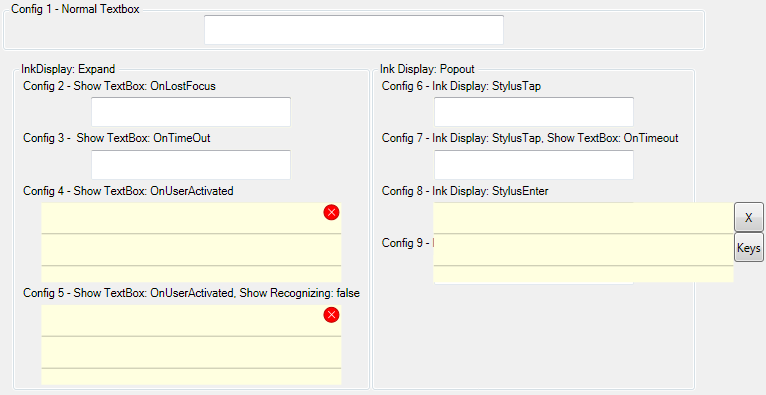 Config 1 - Normal Textbox
InkDisplay: Expand
Config 2 - Show TextBox: OnLostFocus
Config 3 - Show TextBox: OnTimeOut
Config 4 - Show TextBox: OnUserActivated
Config 5 - Show TextBox: OnUserActivated, Show Recognizing: false
Ink Display: Popout
Config 6 - Ink Display: StylusTap
Config 7 - Ink Display: StylusTap, Show TextBox: OnTimeout
Config 8 - Ink Display: StylusEnter
X
Config 9 -
Keys